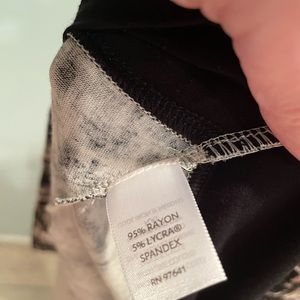 95% RAYON
5% LYCRA®
SPANDEX
RN 97641